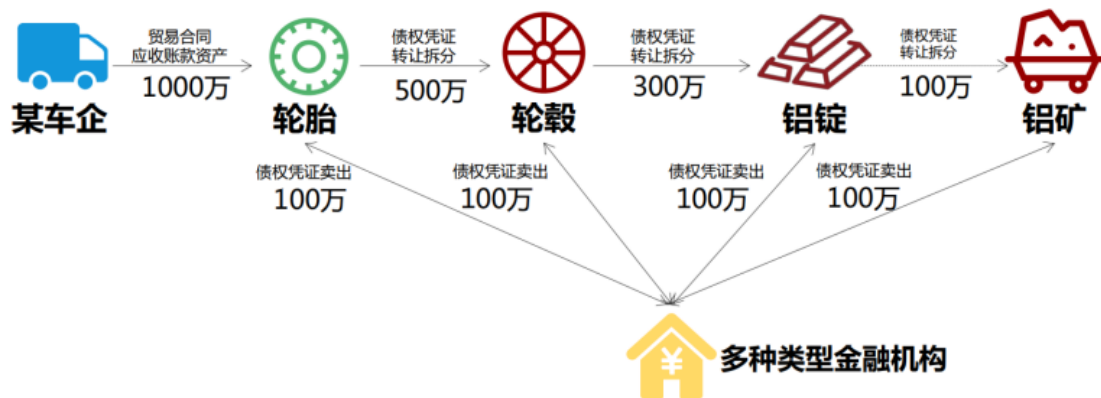 贸易合同
应收账款资产
1000万
债权凭证
转让拆分
500万
债权凭证
转让拆分
300万
债权凭证
转让拆分
100万
某车企
轮胎
轮毂
铝锭
铝矿
债权凭证卖出
100万
债权凭证卖出
100万
债权凭证卖出
100万
债权凭证卖出
100万
¥
多种类型金融机构